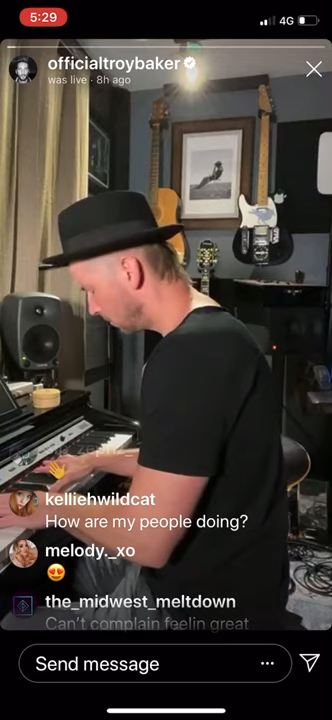 5:29
4G
officialtroybaker
was live · 8h ago
kelliehwildcat
How are my people doing?
melody._xo
😍
the_midwest_meltdown
Can't complain feelin great
Send message